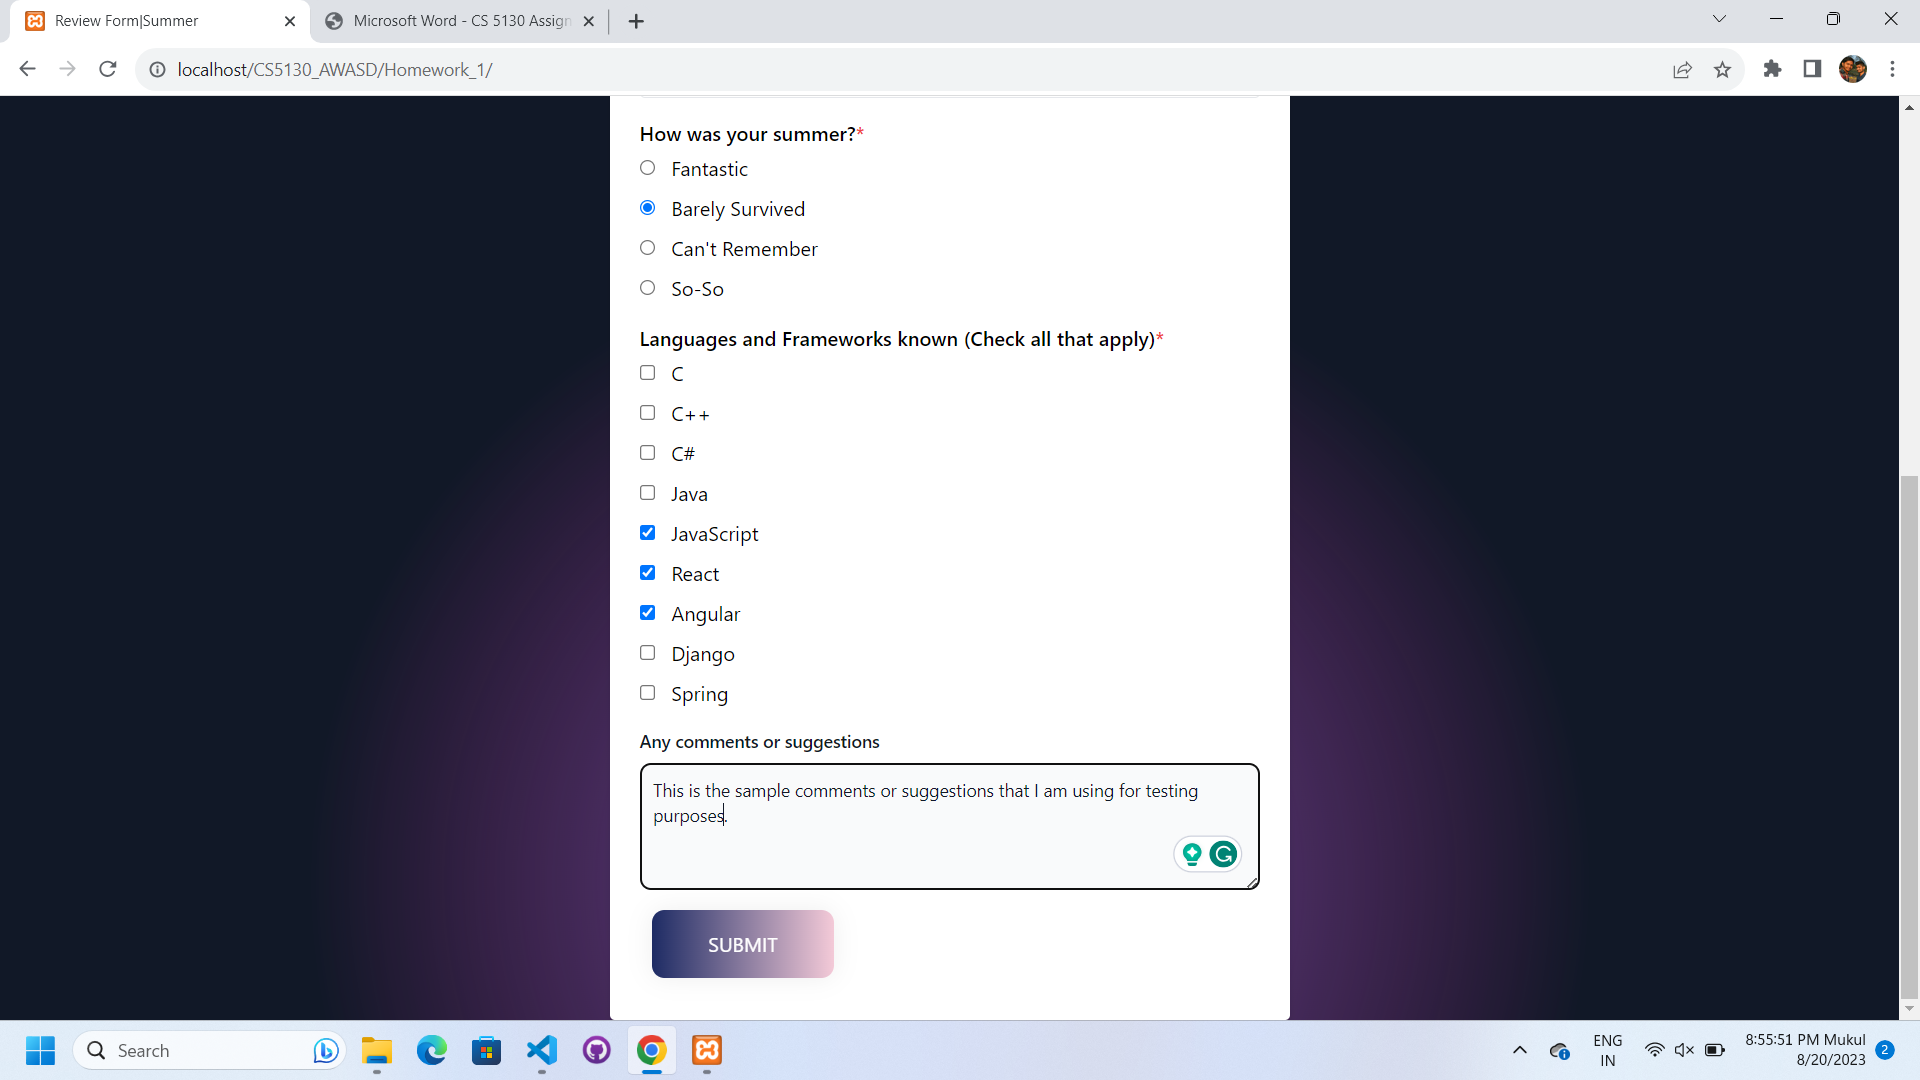 Review Form|Summer
Microsoft Word - CS 5130 Assign
localhost/CS5130_AWASD/Homework_1/
How was your summer?*
Fantastic
Barely Survived
Can't Remember
So-So
Languages and Frameworks known (Check all that apply)*
C
C++
C#
Java
JavaScript
React
Angular
Django
Spring
Any comments or suggestions
This is the sample comments or suggestions that I am using for testing
purposes.
SUBMIT
Search
ENG
IN
8:55:51 PM Mukul
8/20/2023
2